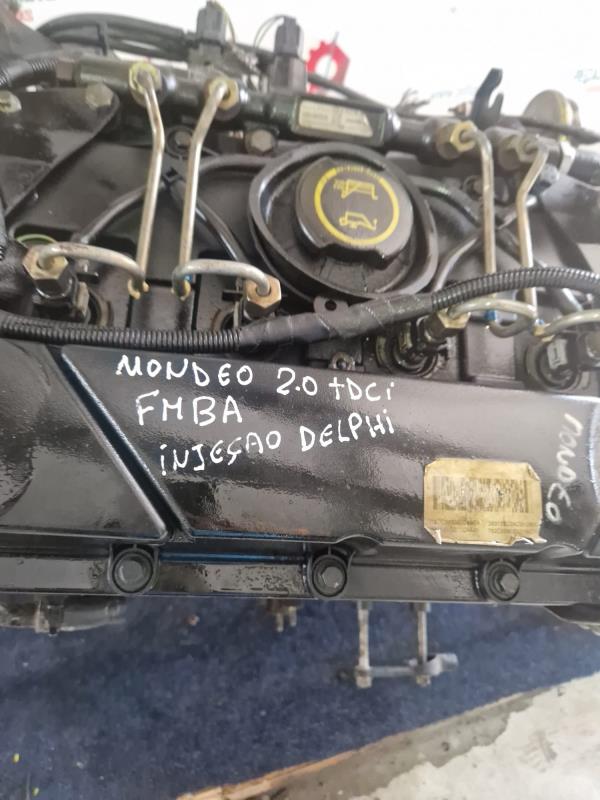 MONDEO 2.0 tDCi
FMBA
iNJEÇAO DELPHi
MONDEO